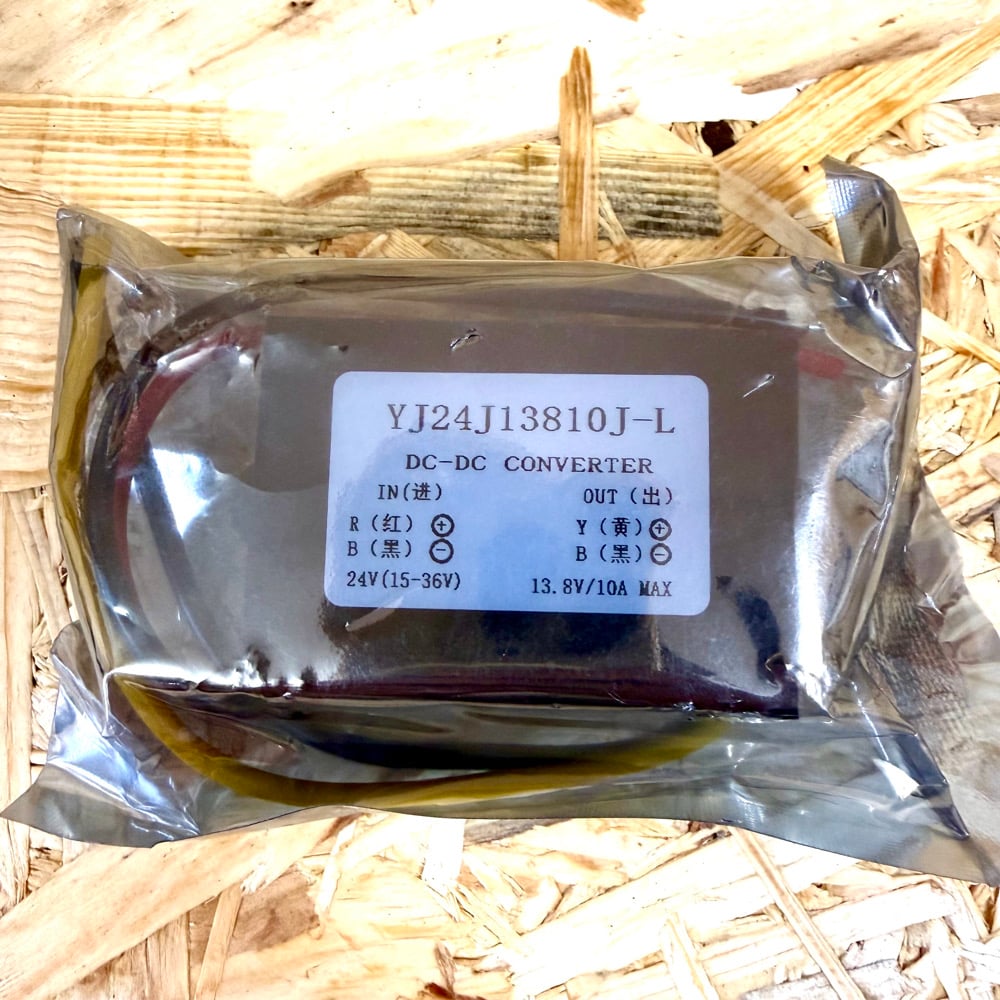 YJ24J13810J-L
DC-DC CONVERTER
IN(进) OUT (出)
R (红) ⊕ Y (黄) ⊕
B (黑) ⊖ B (黑) ⊖
24V(15-36V) 13.8V/10A MAX